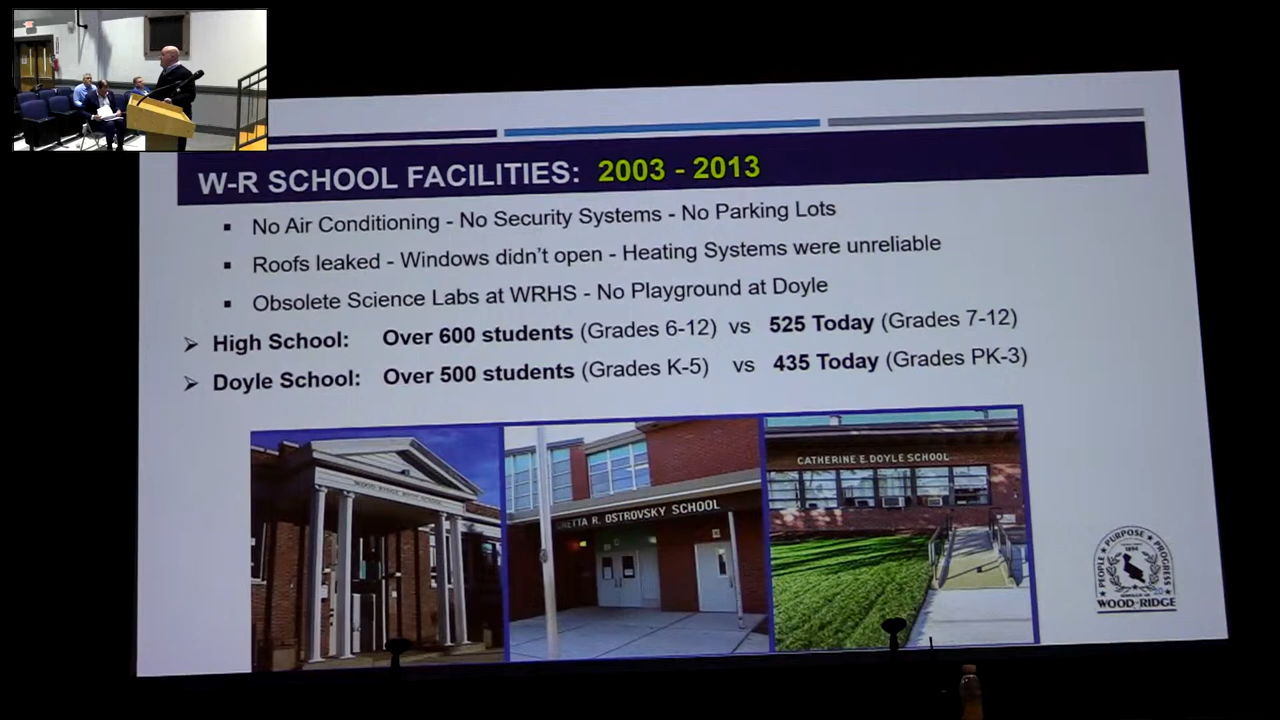 W-R SCHOOL FACILITIES: 2003 - 2013
▪ No Air Conditioning - No Security Systems - No Parking Lots
▪ Roofs leaked - Windows didn't open - Heating Systems were unreliable
▪ Obsolete Science Labs at WRHS - No Playground at Doyle
➢ High School: Over 600 students (Grades 6-12) vs 525 Today (Grades 7-12)
➢ Doyle School: Over 500 students (Grades K-5) vs 435 Today (Grades PK-3)
ETTA R. OSTROVSKY SCHOOL
CATHERINE E. DOYLE SCHOOL
PEOPLE ★ PURPOSE ★ PROGRESS
1894
WOOD-RIDGE